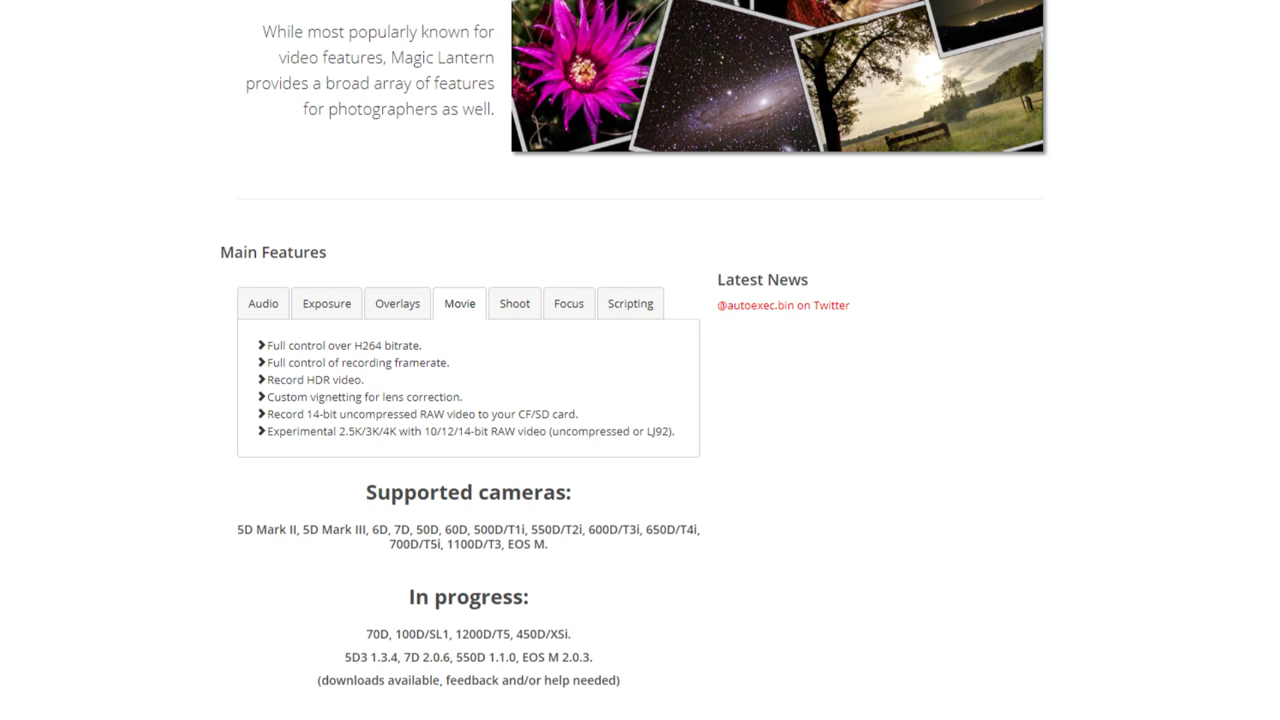 While most popularly known for
video features, Magic Lantern
provides a broad array of features
for photographers as well.
Main Features
Audio Exposure Overlays Movie Shoot Focus Scripting
Full control over H264 bitrate.
Full control of recording framerate.
Record HDR video.
Custom vignetting for lens correction.
Record 14-bit uncompressed RAW video to your CF/SD card.
Experimental 2.5K/3K/4K with 10/12/14-bit RAW video (uncompressed or LJ92).
Latest News
@autoexec.bin on Twitter
Supported cameras:
5D Mark II, 5D Mark III, 6D, 7D, 50D, 60D, 500D/T1i, 550D/T2i, 600D/T3i, 650D/T4i,
700D/T5i, 1100D/T3, EOS M.
In progress:
70D, 100D/SL1, 1200D/T5, 450D/XSi.
5D3 1.3.4, 7D 2.0.6, 550D 1.1.0, EOS M 2.0.3.
(downloads available, feedback and/or help needed)